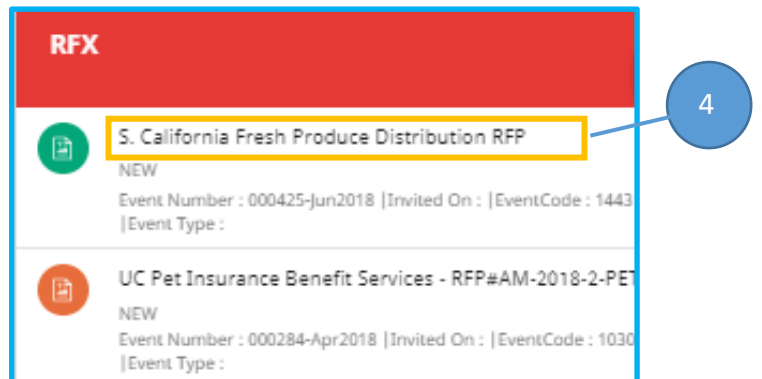 RFX
4
S. California Fresh Produce Distribution RFP
NEW
Event Number : 000425-Jun2018 |Invited On : |EventCode : 1443
|Event Type :
UC Pet Insurance Benefit Services - RFP#AM-2018-2-PET
NEW
Event Number : 000284-Apr2018 |Invited On : |EventCode : 1030
|Event Type :